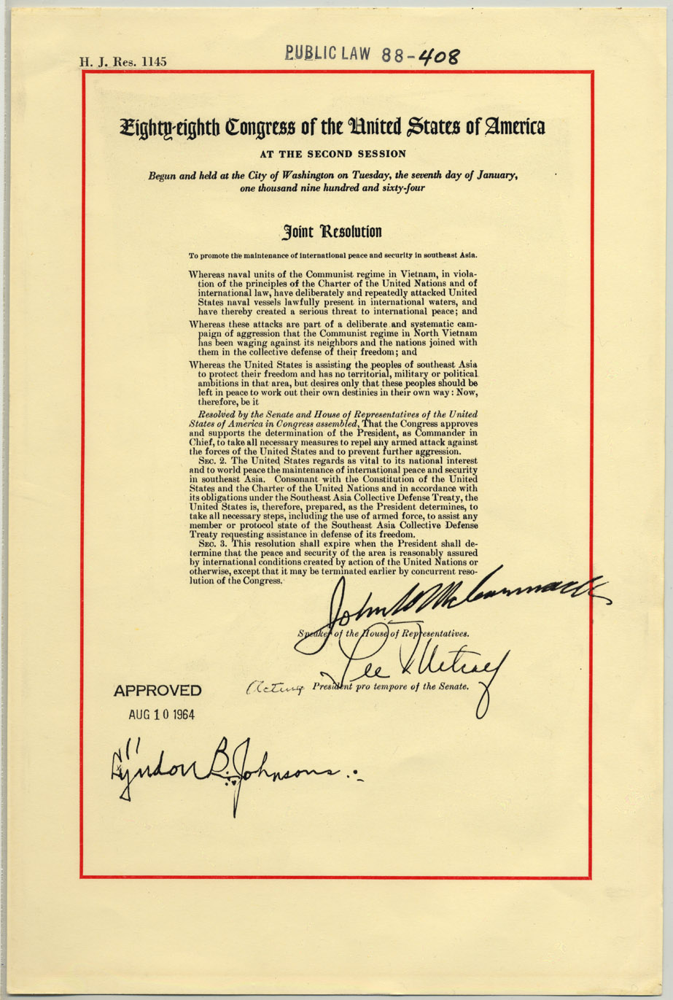 H. J. Res. 1145
PUBLIC LAW 88-408
Eighty-eighth Congress of the United States of America
AT THE SECOND SESSION
Begun and held at the City of Washington on Tuesday, the seventh day of January,
one thousand nine hundred and sixty-four
Joint Resolution
To promote the maintenance of international peace and security in southeast Asia.
Whereas naval units of the Communist regime in Vietnam, in viola-
tion of the principles of the Charter of the United Nations and of
international law, have deliberately and repeatedly attacked United
States naval vessels lawfully present in international waters, and
have thereby created a serious threat to international peace; and
Whereas these attacks are part of a deliberate and systematic cam-
paign of aggression that the Communist regime in North Vietnam
has been waging against its neighbors and the nations joined with
them in the collective defense of their freedom; and
Whereas the United States is assisting the peoples of southeast Asia
to protect their freedom and has no territorial, military or political
ambitions in that area, but desires only that these peoples should be
left in peace to work out their own destinies in their own way: Now,
therefore, be it
Resolved by the Senate and House of Representatives of the United
States of America in Congress assembled, That the Congress approves
and supports the determination of the President, as Commander in
Chief, to take all necessary measures to repel any armed attack against
the forces of the United States and to prevent further aggression.
SEC. 2. The United States regards as vital to its national interest
and to world peace the maintenance of international peace and security
in southeast Asia. Consonant with the Constitution of the United
States and the Charter of the United Nations and in accordance with
its obligations under the Southeast Asia Collective Defense Treaty, the
United States is, therefore, prepared, as the President determines, to
take all necessary steps, including the use of armed force, to assist any
member or protocol state of the Southeast Asia Collective Defense
Treaty requesting assistance in defense of its freedom.
SEC. 3. This resolution shall expire when the President shall de-
termine that the peace and security of the area is reasonably assured
by international conditions created by action of the United Nations or
otherwise, except that it may be terminated earlier by concurrent reso-
lution of the Congress.
John W McCormack
Speaker of the House of Representatives.
Lee Metcalf
Acting President pro tempore of the Senate.
APPROVED
AUG 10 1964
Lyndon B. Johnson